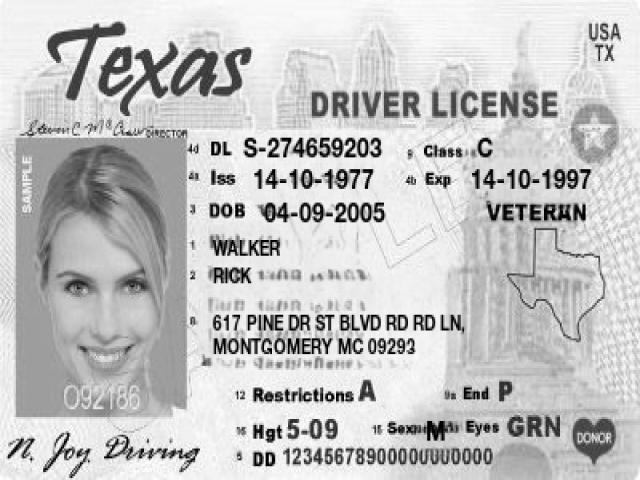 Texas
USA
TX
DRIVER LICENSE
Steven C. McCraw DIRECTOR
4d DL S-274659203 9 Class C
4a Iss 14-10-1977 4b Exp 14-10-1997
3 DOB 04-09-2005 VETERAN
1 WALKER
2 RICK
8 617 PINE DR ST BLVD RD RD LN,
MONTGOMERY MC 09293
12 Restrictions A 9a End P
16 Hgt 5-09 15 Sex M Eyes GRN
5 DD 12345678900000000000
DONOR
SAMPLE
092186
N. Joy Driving